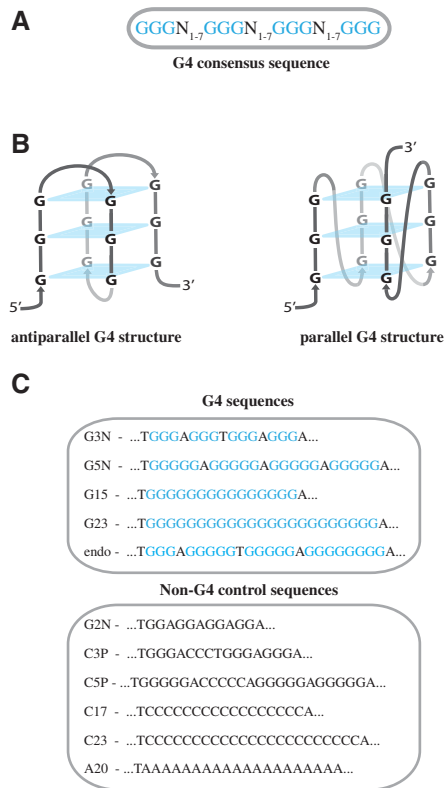 A
GGGN1-7GGGN1-7GGGN1-7GGG
G4 consensus sequence
B
G G
G G
G G
G G
G G
G G
3′
5′
antiparallel G4 structure
3′
G G
G G
G G
G G
G G
G G
5′
parallel G4 structure
C
G4 sequences
G3N - ...TGGGAGGGTGGGAGGGA...
G5N - ...TGGGGGAGGGGGAGGGGGAGGGGGA...
G15 - ...TGGGGGGGGGGGGGGGA...
G23 - ...TGGGGGGGGGGGGGGGGGGGGGGGA...
endo - ...TGGGAGGGGGTGGGGGAGGGGGGGGA...
Non-G4 control sequences
G2N - ...TGGAGGAGGAGGA...
C3P - ...TGGGACCCTGGGAGGGA...
C5P - ...TGGGGGACCCCCAGGGGGAGGGGGA...
C17 - ...TCCCCCCCCCCCCCCCCCA...
C23 - ...TCCCCCCCCCCCCCCCCCCCCCCCA...
A20 - ...TAAAAAAAAAAAAAAAAAAAA...